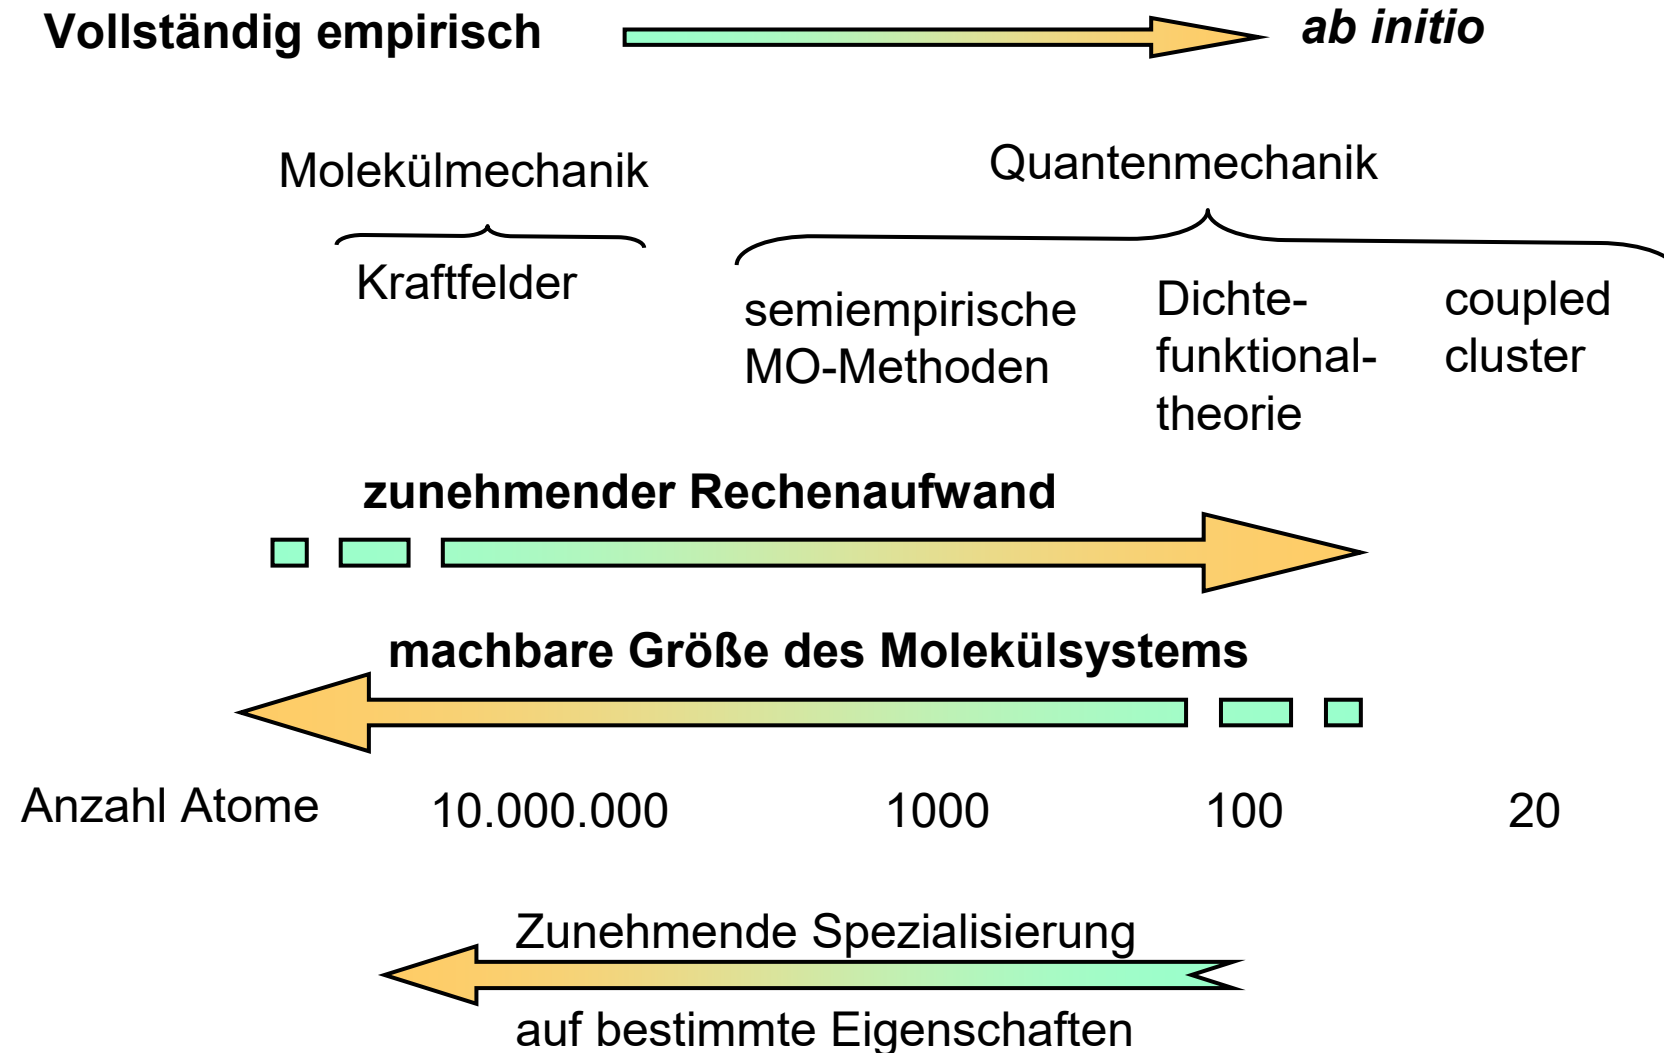 Vollständig empirisch
ab initio
Molekülmechanik
Quantenmechanik
Kraftfelder
semiempirische
MO-Methoden
Dichte-
funktional-
theorie
coupled
cluster
zunehmender Rechenaufwand
machbare Größe des Molekülsystems
Anzahl Atome
10.000.000
1000
100
20
Zunehmende Spezialisierung
auf bestimmte Eigenschaften